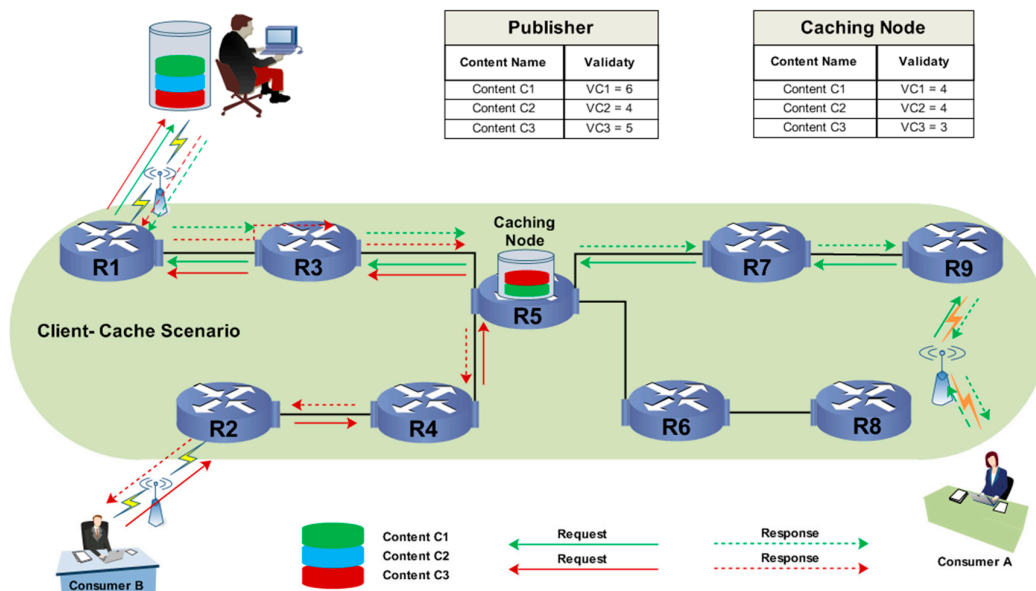 Publisher
Content Name Validaty
Content C1 VC1 = 6
Content C2 VC2 = 4
Content C3 VC3 = 5
Caching Node
Content Name Validaty
Content C1 VC1 = 4
Content C2 VC2 = 4
Content C3 VC3 = 3
Caching
Node
R1
R3
R5
R7
R9
Client- Cache Scenario
R2
R4
R6
R8
Consumer B
Consumer A
Content C1
Content C2
Content C3
Request
Response
Request
Response